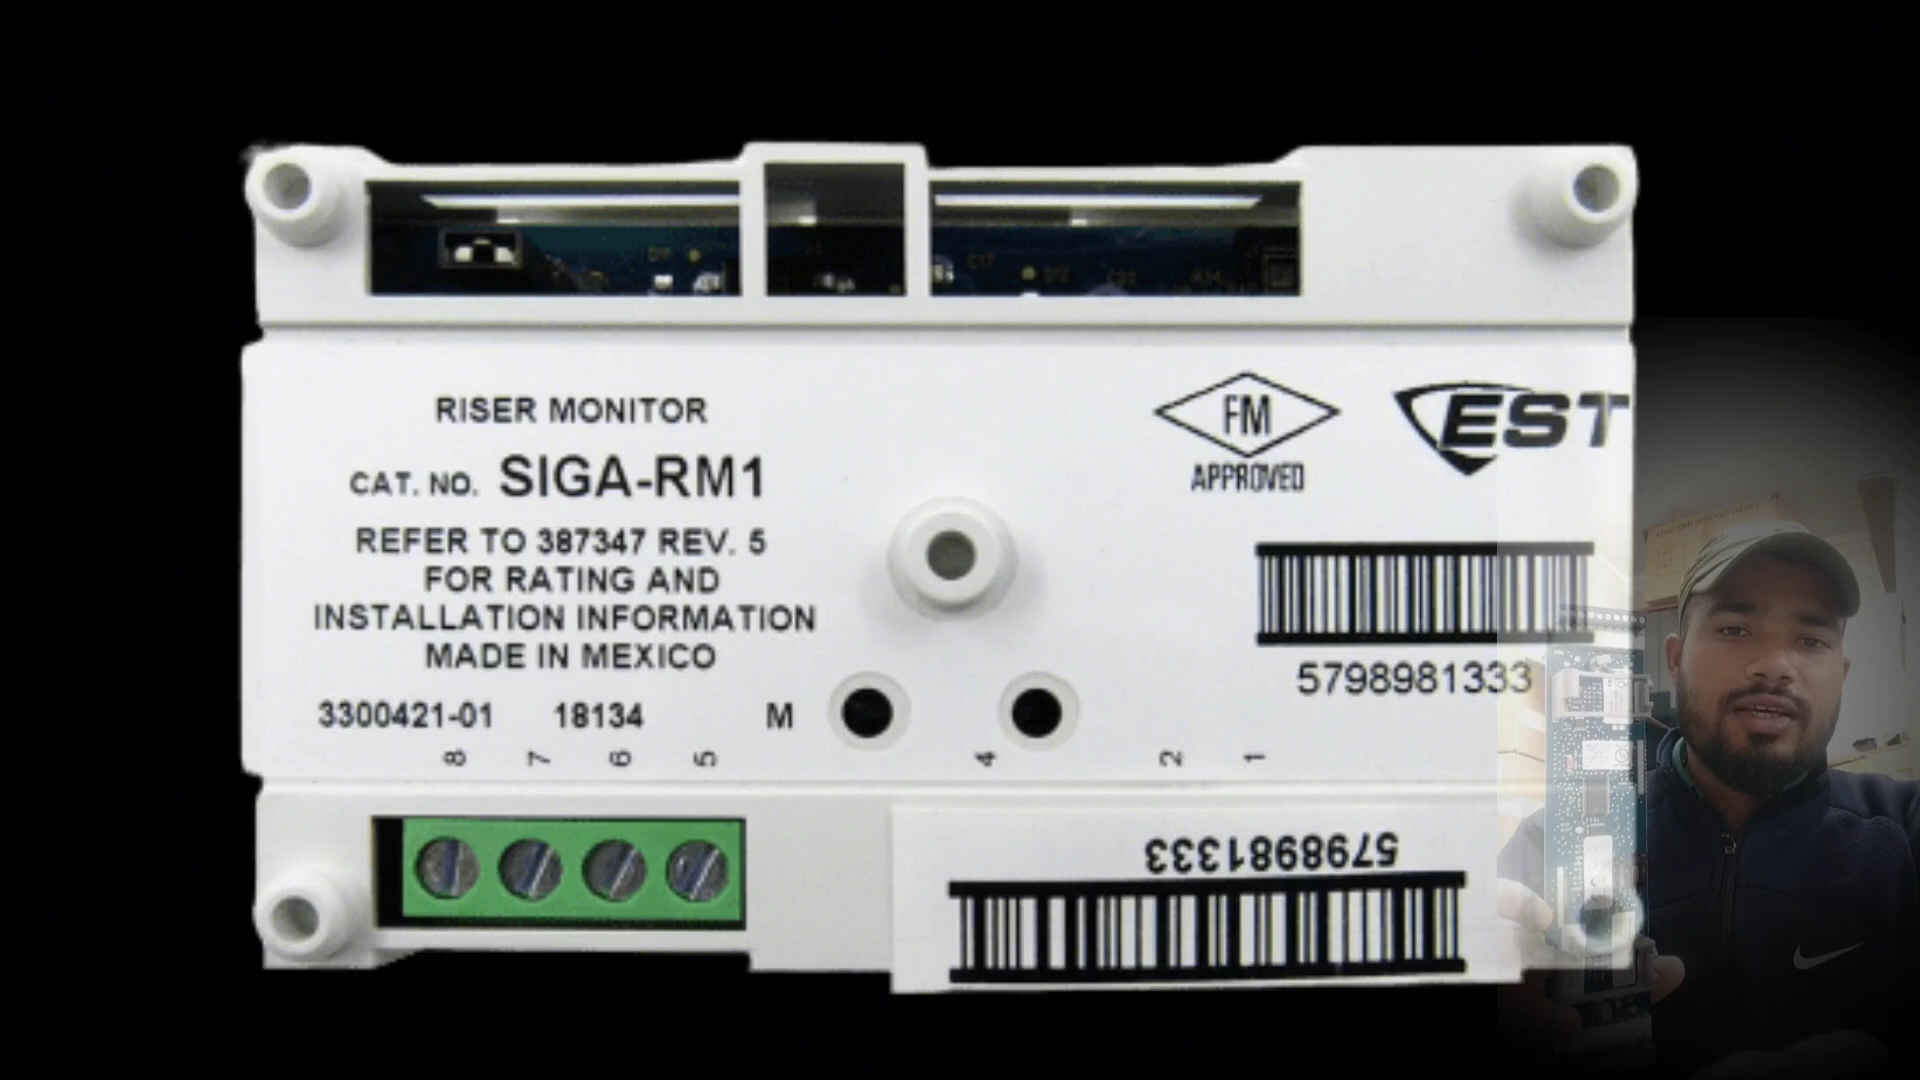 RISER MONITOR
CAT. NO. SIGA-RM1
REFER TO 387347 REV. 5
FOR RATING AND
INSTALLATION INFORMATION
MADE IN MEXICO
3300421-01 18134 M
FM
APPROVED
EST
5798981333
8 7 6 5 4 2 1
5798981333